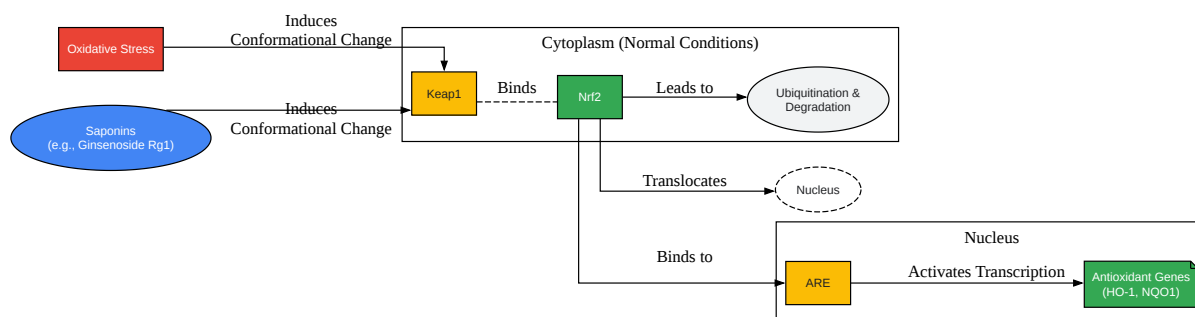 Oxidative Stress
Induces
Conformational Change
Saponins
(e.g., Ginsenoside Rg1)
Induces
Conformational Change
Cytoplasm (Normal Conditions)
Keap1
Binds
Nrf2
Leads to
Ubiquitination &
Degradation
Translocates
Nucleus
Binds to
Nucleus
ARE
Activates Transcription
Antioxidant Genes
(HO-1, NQO1)